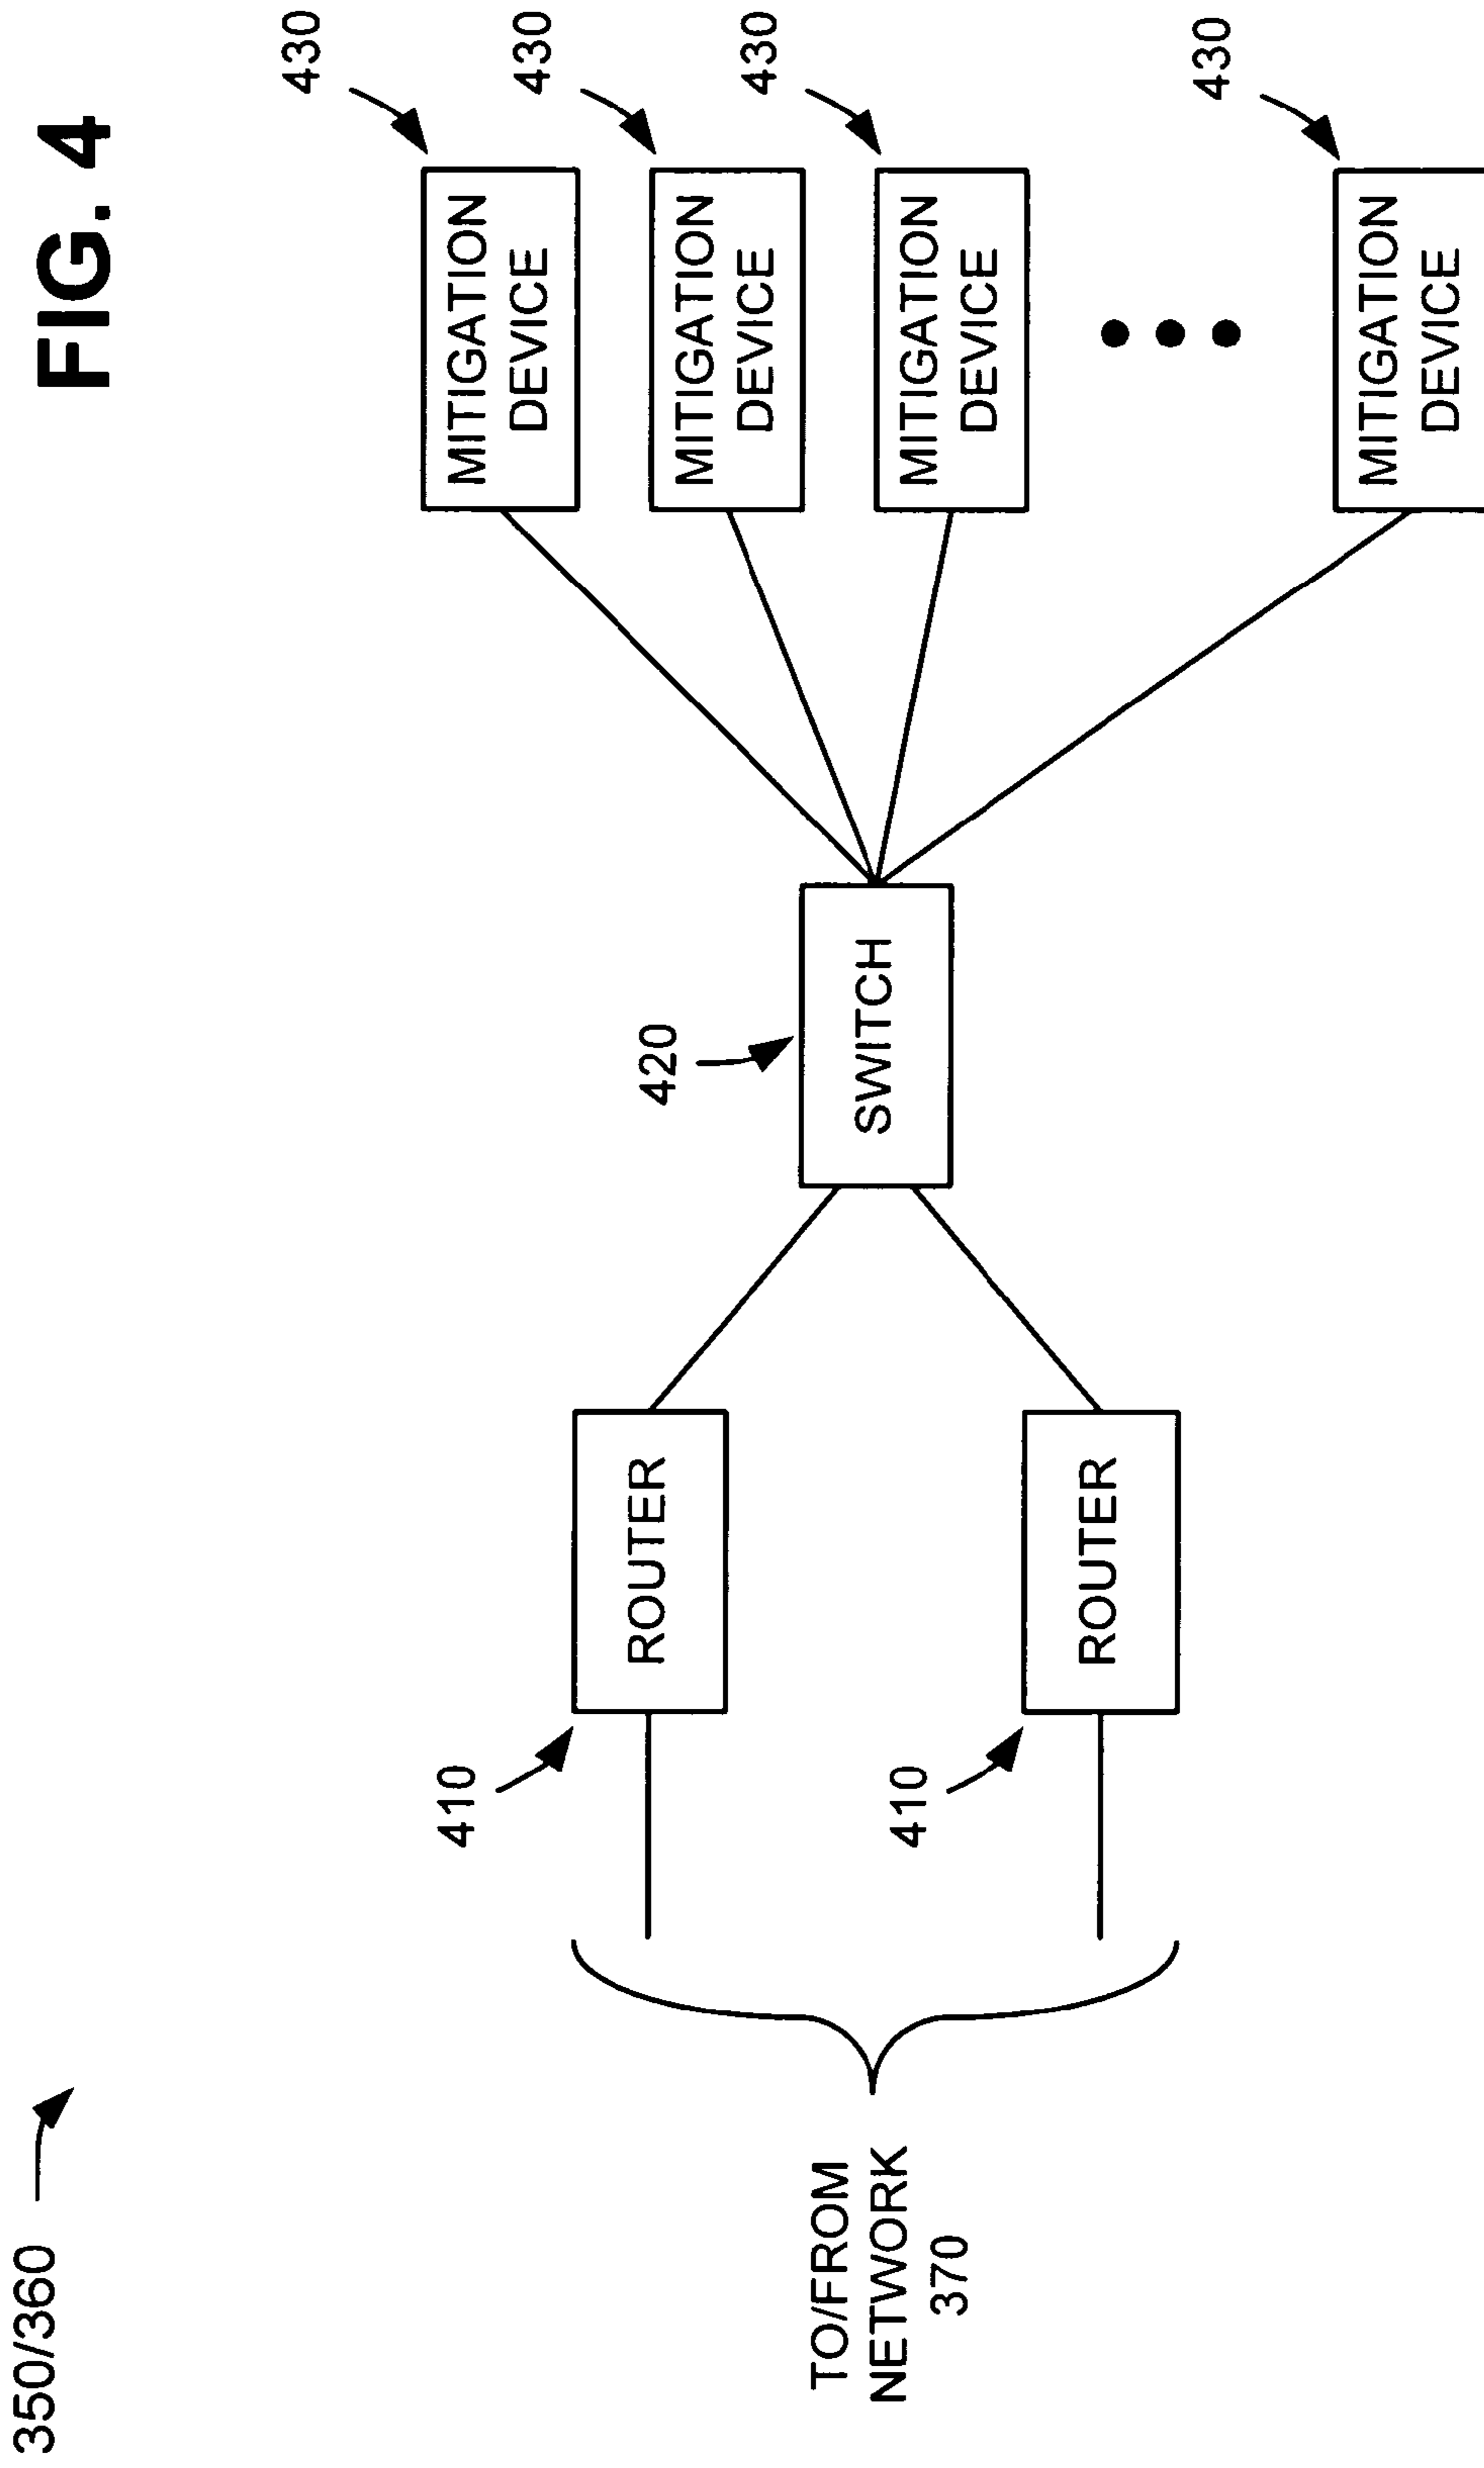 FIG. 4
350/360
430
MITIGATION
DEVICE
430
MITIGATION
DEVICE
430
MITIGATION
DEVICE
430
MITIGATION
DEVICE
420
SWITCH
410
ROUTER
410
ROUTER
TO/FROM
NETWORK
370